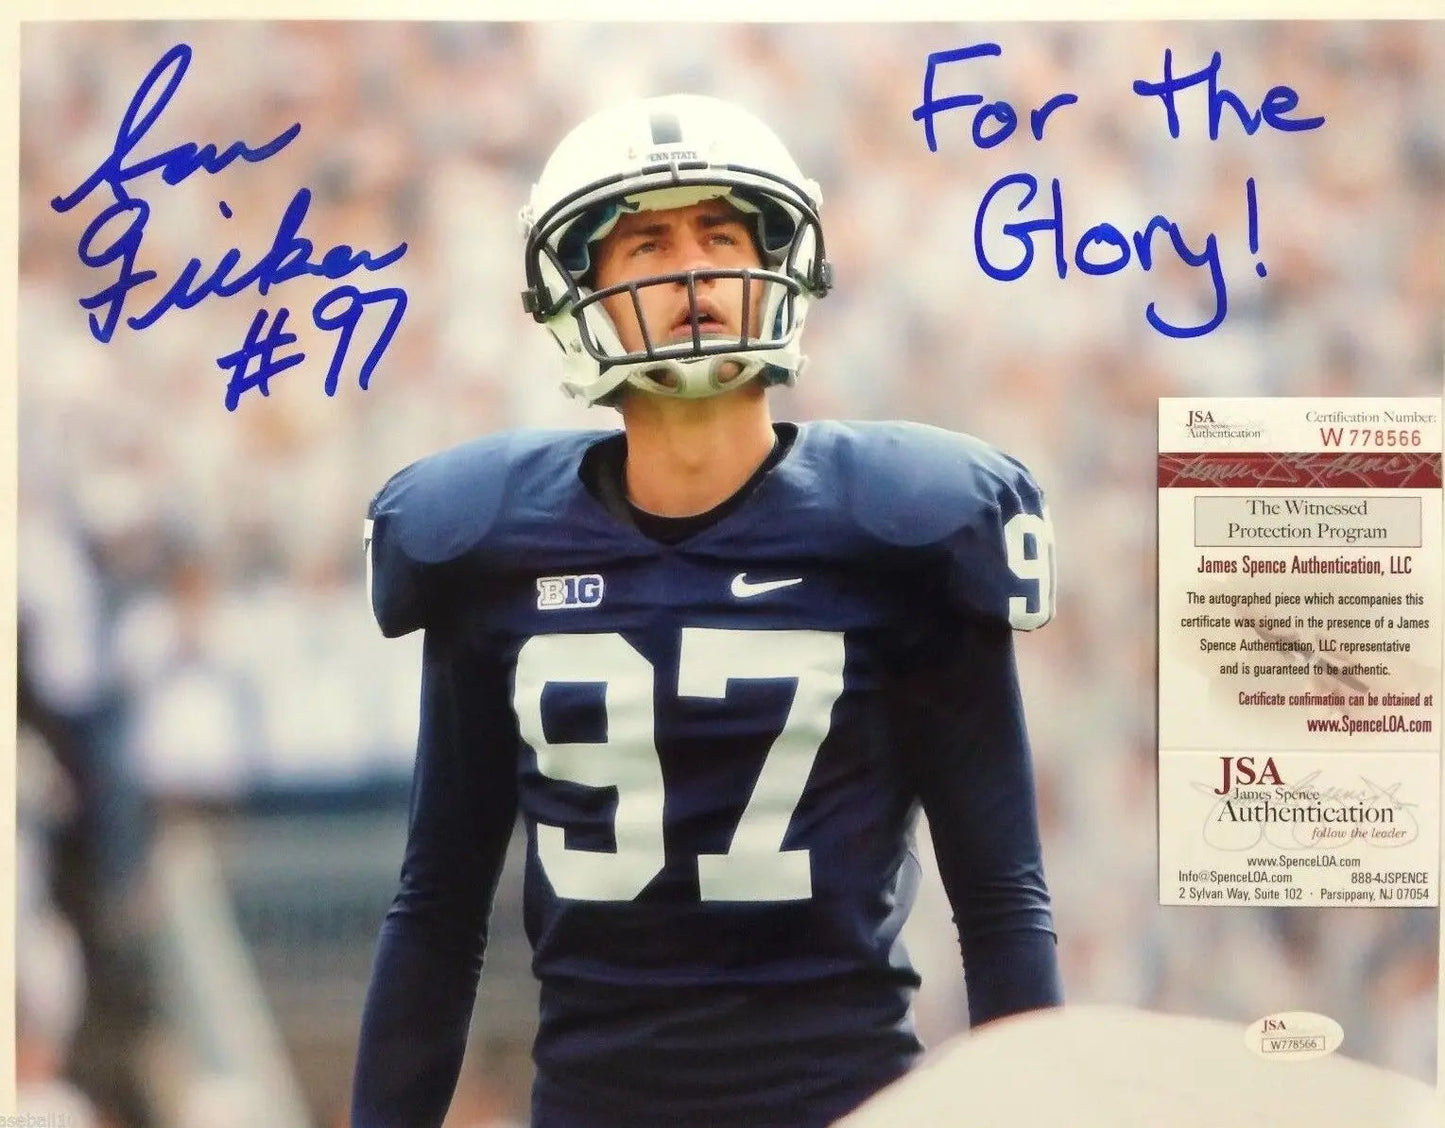 Sam
Ficken
#97
For the
Glory!
PENN STATE
B1G
97
9
JSA
Authentication
Certification Number:
W 778566
The Witnessed
Protection Program
James Spence Authentication, LLC
The autographed piece which accompanies this
certificate was signed in the presence of a James
Spence Authentication, LLC representative
and is guaranteed to be authentic.
Certificate confirmation can be obtained at
www.SpenceLOA.com
JSA
James Spence
Authentication
follow the leader
www.SpenceLOA.com
Info@SpenceLOA.com 888-4JSPENCE
2 Sylvan Way, Suite 102 · Parsippany, NJ 07054
JSA
W778566